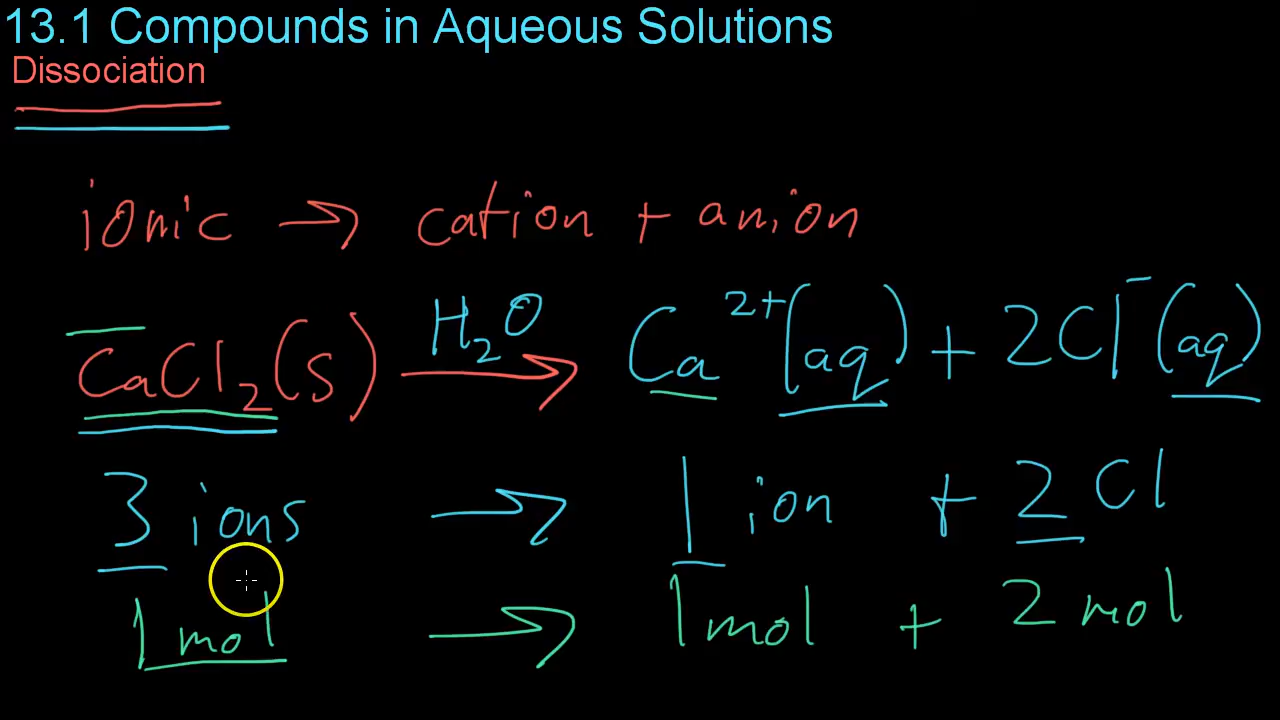 13.1 Compounds in Aqueous Solutions
Dissociation
ionic → cation + anion
CaCl₂(s) H₂O → Ca²⁺(aq) + 2Cl⁻(aq)
3 ions → 1 ion + 2 Cl
1 mol → 1 mol + 2 mol